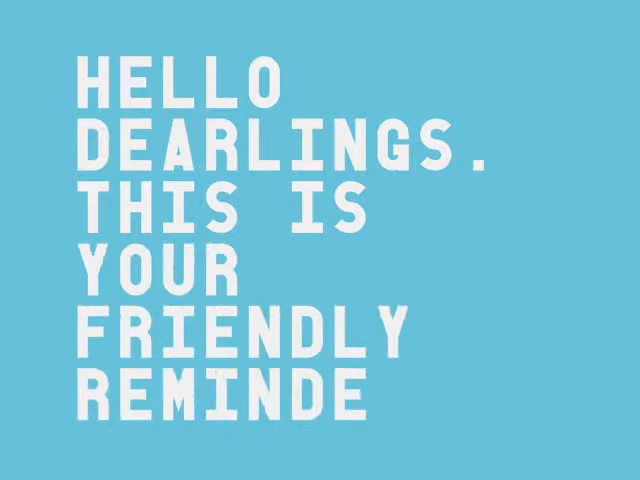 HELLO
DEARLINGS.
THIS IS
YOUR
FRIENDLY
REMINDE